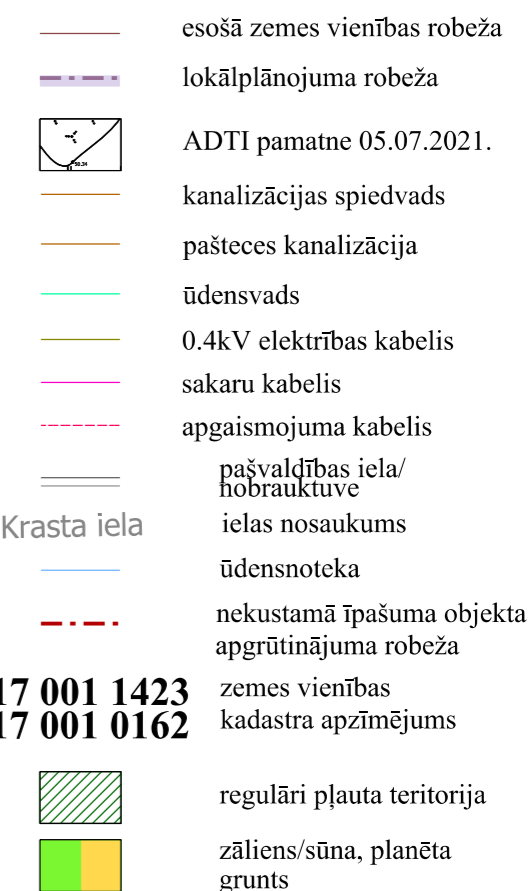 esošā zemes vienības robeža
lokālplānojuma robeža
ADTI pamatne 05.07.2021.
kanalizācijas spiedvads
pašteces kanalizācija
ūdensvads
0.4kV elektrības kabelis
sakaru kabelis
apgaismojuma kabelis
pašvaldības iela/
nobrauktuve
Krasta iela ielas nosaukums
ūdensnoteka
nekustamā īpašuma objekta
apgrūtinājuma robeža
17 001 1423 zemes vienības
17 001 0162 kadastra apzīmējums
regulāri pļauta teritorija
zāliens/sūna, planēta
grunts